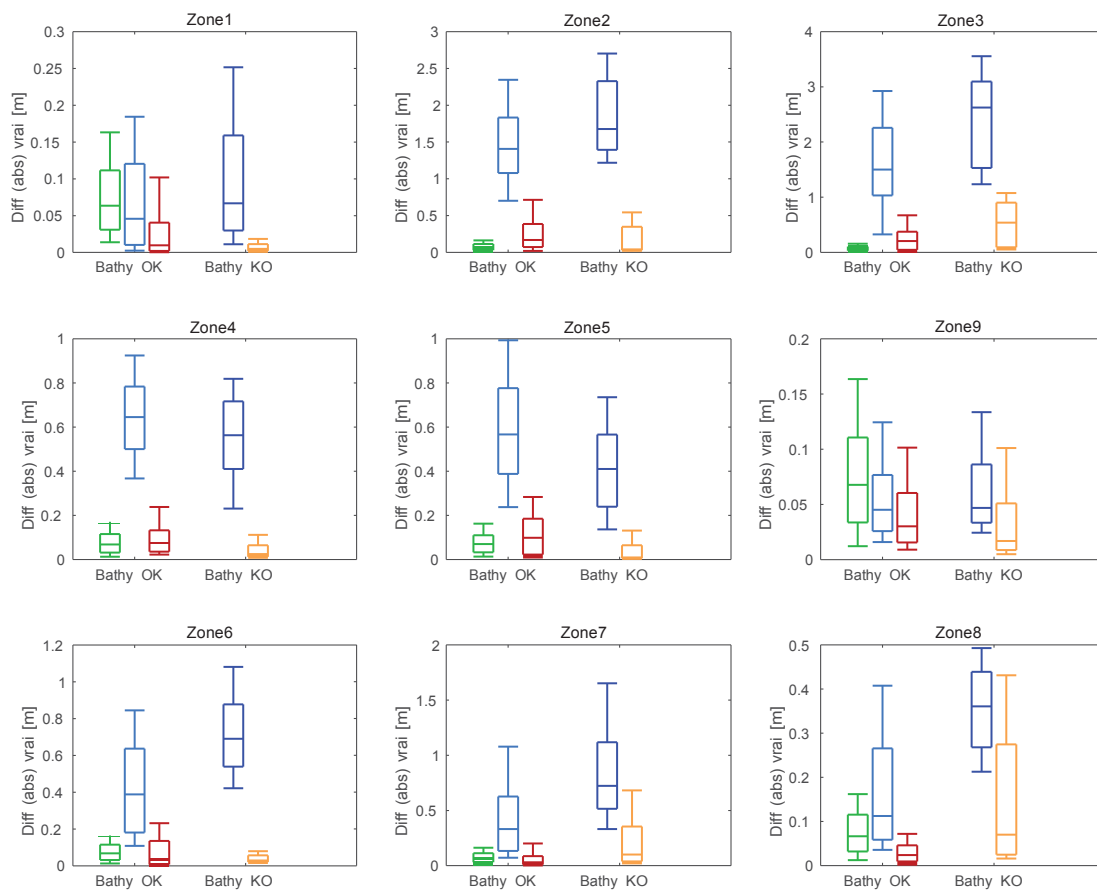 Zone1
Diff (abs) vrai [m]
0.3
0.25
0.2
0.15
0.1
0.05
0
Bathy OK
Bathy KO
Zone2
Diff (abs) vrai [m]
3
2.5
2
1.5
1
0.5
0
Bathy OK
Bathy KO
Zone3
Diff (abs) vrai [m]
4
3
2
1
0
Bathy OK
Bathy KO
Zone4
Diff (abs) vrai [m]
1
0.8
0.6
0.4
0.2
0
Bathy OK
Bathy KO
Zone5
Diff (abs) vrai [m]
1
0.8
0.6
0.4
0.2
0
Bathy OK
Bathy KO
Zone9
Diff (abs) vrai [m]
0.2
0.15
0.1
0.05
0
Bathy OK
Bathy KO
Zone6
Diff (abs) vrai [m]
1.2
1
0.8
0.6
0.4
0.2
0
Bathy OK
Bathy KO
Zone7
Diff (abs) vrai [m]
2
1.5
1
0.5
0
Bathy OK
Bathy KO
Zone8
Diff (abs) vrai [m]
0.5
0.4
0.3
0.2
0.1
0
Bathy OK
Bathy KO